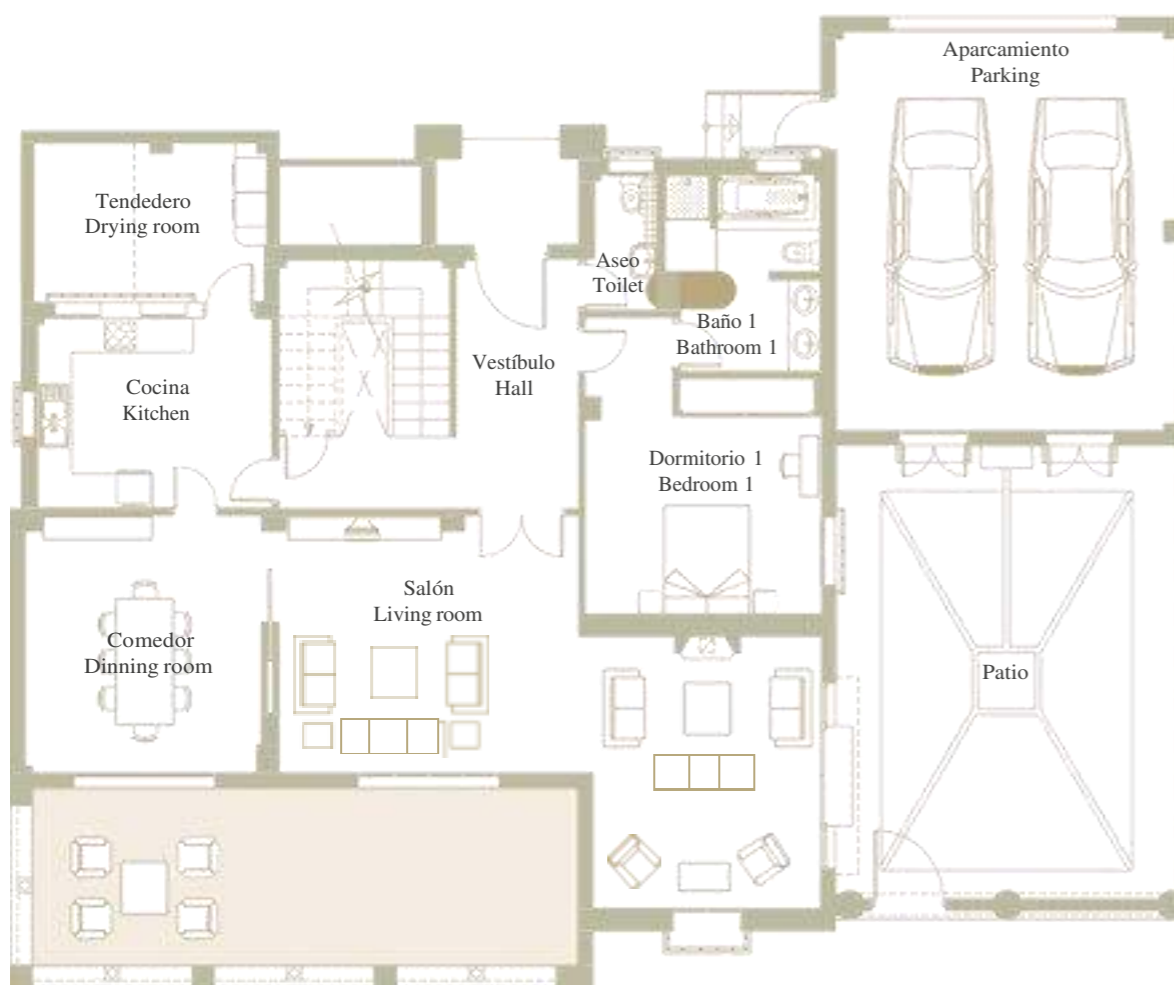 Aparcamiento
Parking
Tendedero
Drying room
Aseo
Toilet
Baño 1
Bathroom 1
Vestíbulo
Hall
Cocina
Kitchen
Dormitorio 1
Bedroom 1
Salón
Living room
Comedor
Dinning room
Patio